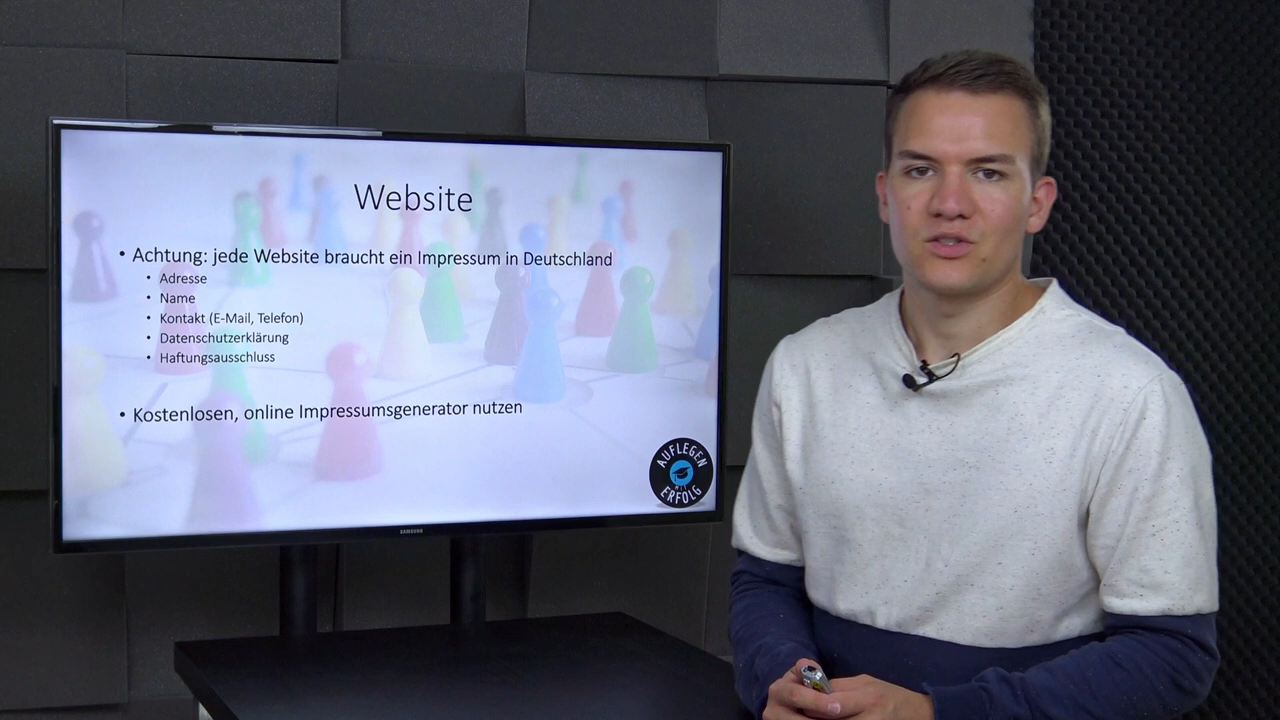 Website
• Achtung: jede Website braucht ein Impressum in Deutschland
• Adresse
• Name
• Kontakt (E-Mail, Telefon)
• Datenschutzerklärung
• Haftungsausschluss
• Kostenlosen, online Impressumsgenerator nutzen
AUFLEGEN
MIT
ERFOLG
SAMSUNG